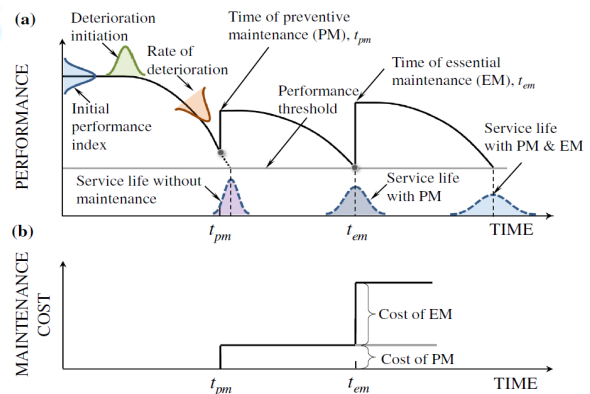 (a)
Deterioration
initiation
Time of preventive
maintenance (PM), tpm
Rate of
deterioration
Time of essential
maintenance (EM), tem
Performance
threshold
Initial
performance
index
Service life
with PM & EM
Service life without
maintenance
Service life
with PM
PERFORMANCE
tpm
tem
TIME
(b)
MAINTENANCE
COST
Cost of EM
Cost of PM
tpm
tem
TIME